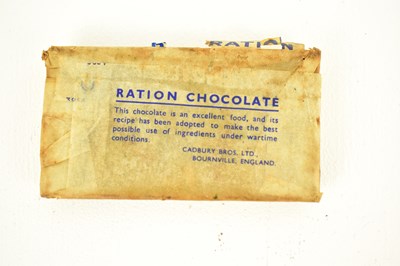 RATION
RATION CHOCOLATE
This chocolate is an excellent food, and its
recipe has been adopted to make the best
possible use of ingredients under wartime
conditions.
CADBURY BROS. LTD.,
BOURNVILLE, ENGLAND.